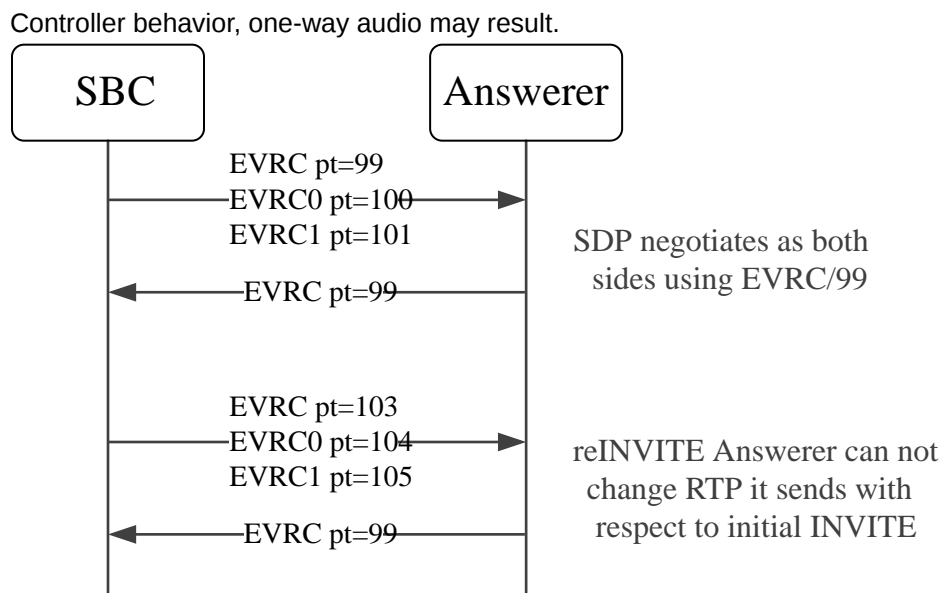 Controller behavior, one-way audio may result.
SBC
Answerer
EVRC pt=99
EVRC0 pt=100
EVRC1 pt=101
SDP negotiates as both
sides using EVRC/99
EVRC pt=99
EVRC pt=103
EVRC0 pt=104
EVRC1 pt=105
reINVITE Answerer can not
change RTP it sends with
respect to initial INVITE
EVRC pt=99